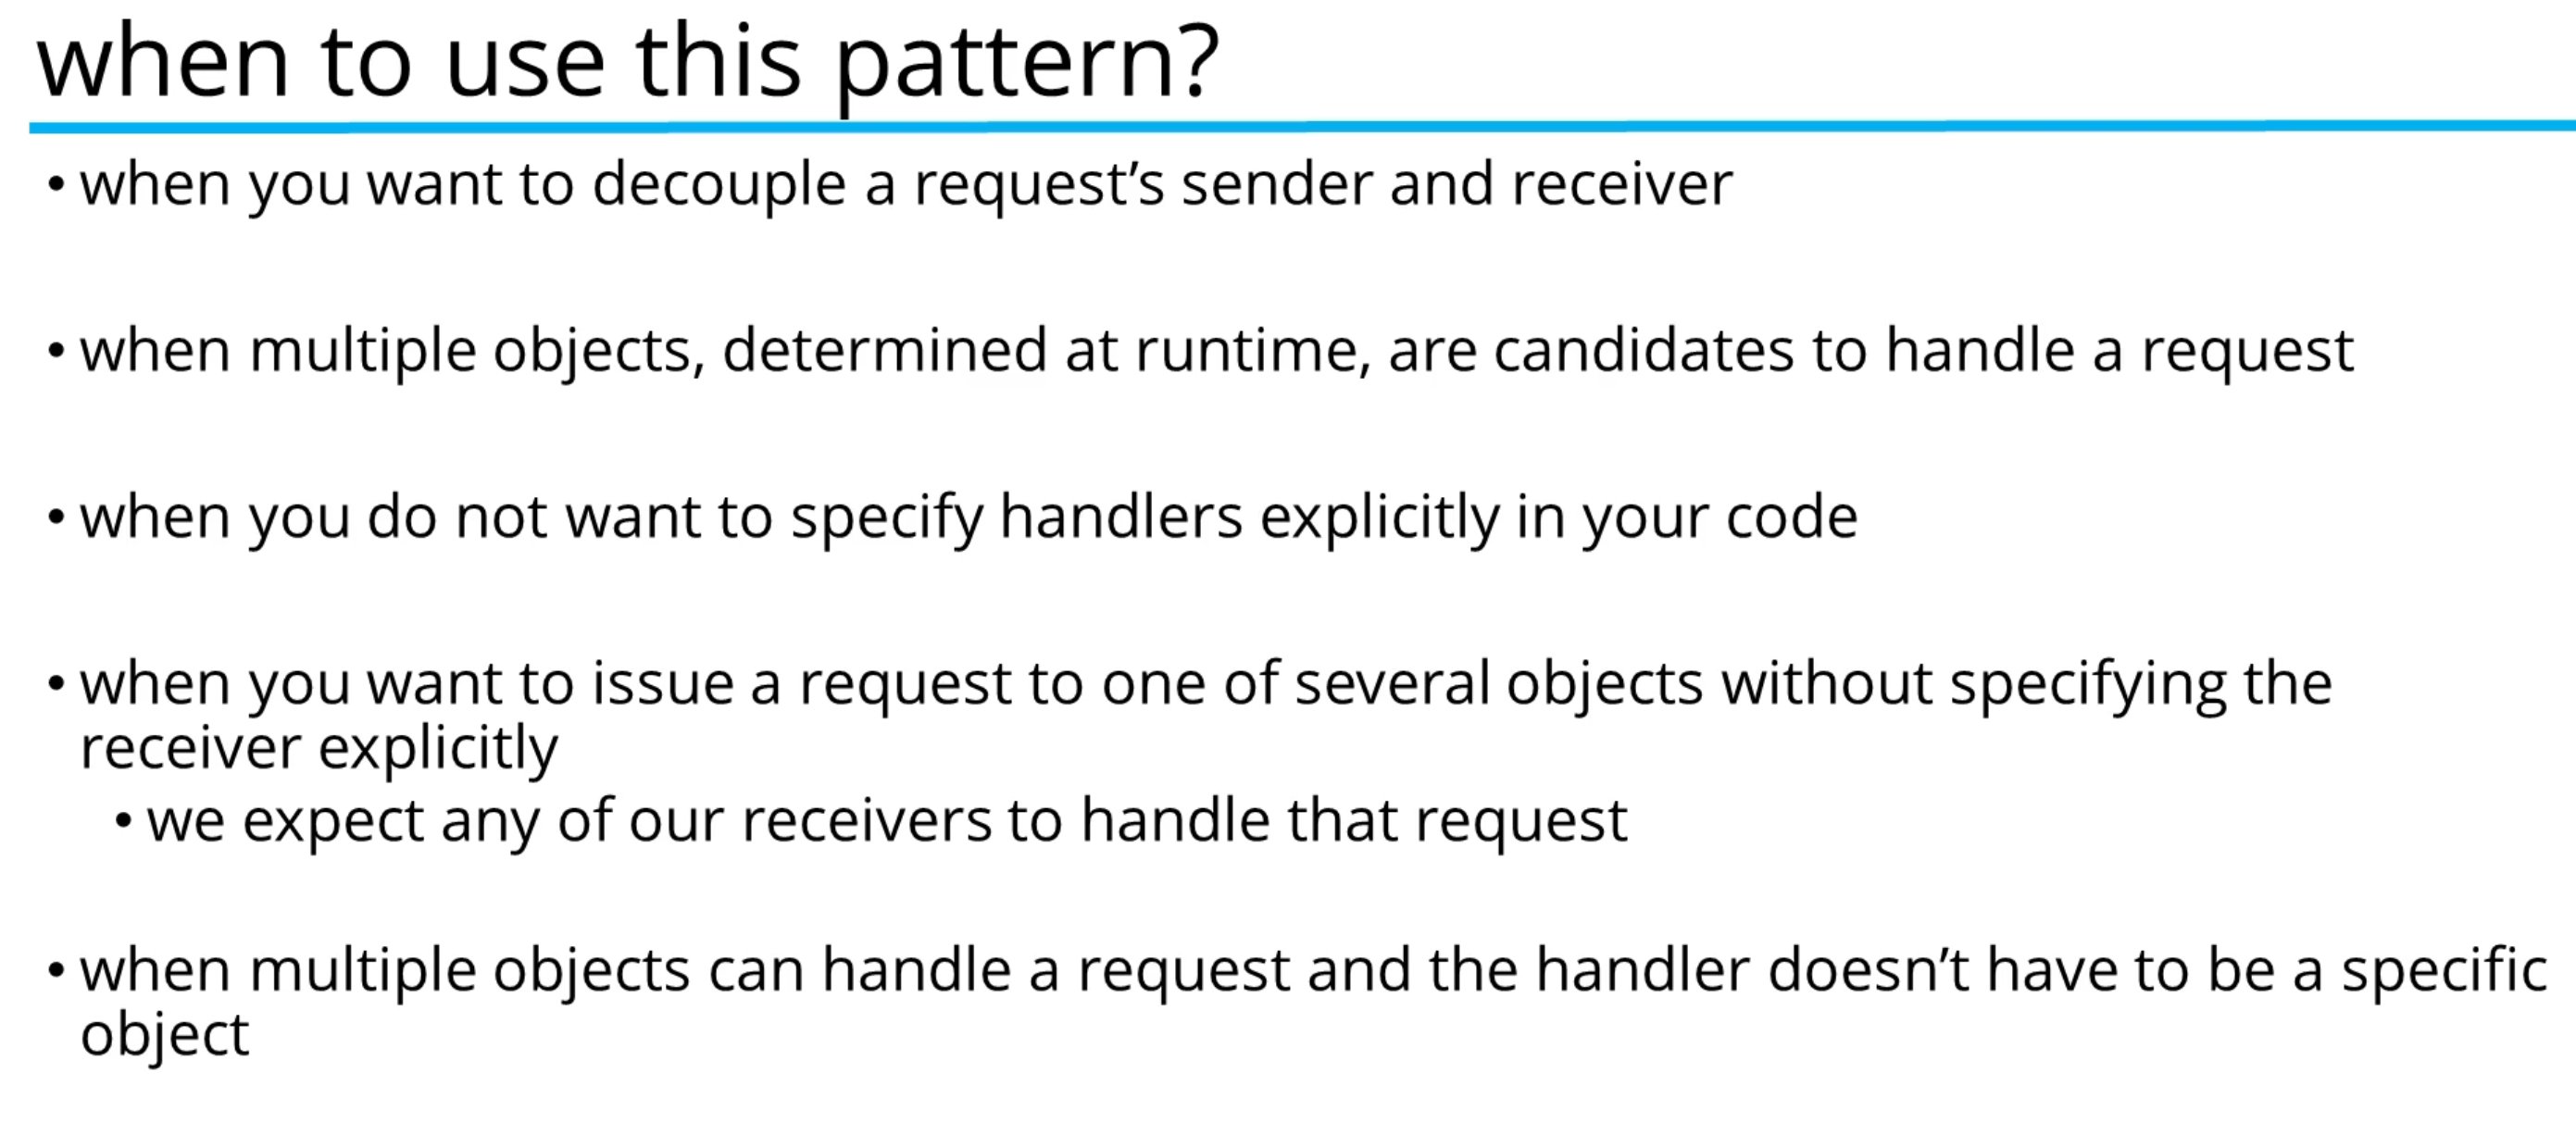 when to use this pattern?
• when you want to decouple a request’s sender and receiver
• when multiple objects, determined at runtime, are candidates to handle a request
• when you do not want to specify handlers explicitly in your code
• when you want to issue a request to one of several objects without specifying the
receiver explicitly
• we expect any of our receivers to handle that request
• when multiple objects can handle a request and the handler doesn’t have to be a specific
object